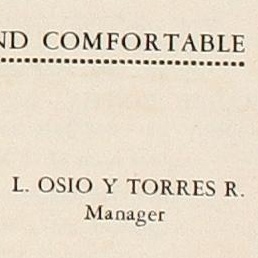 ND COMFORTABLE
L. OSIO Y TORRES R.
Manager